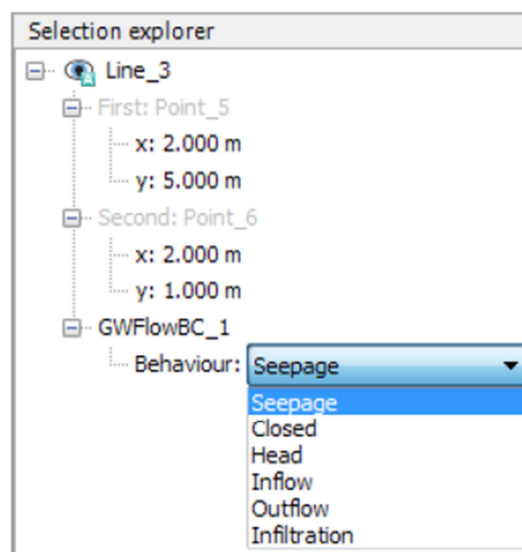 Selection explorer
Line_3
First: Point_5
x: 2.000 m
y: 5.000 m
Second: Point_6
x: 2.000 m
y: 1.000 m
GWFlowBC_1
Behaviour: Seepage
Seepage
Closed
Head
Inflow
Outflow
Infiltration